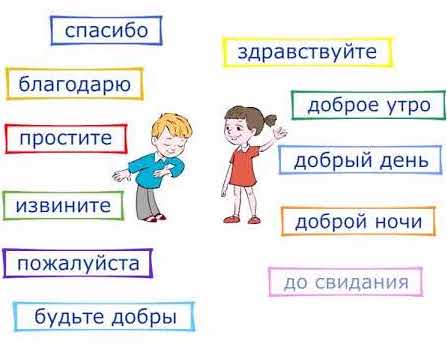 спасибо
благодарю
простите
извините
пожалуйста
будьте добры
здравствуйте
доброе утро
добрый день
доброй ночи
до свидания